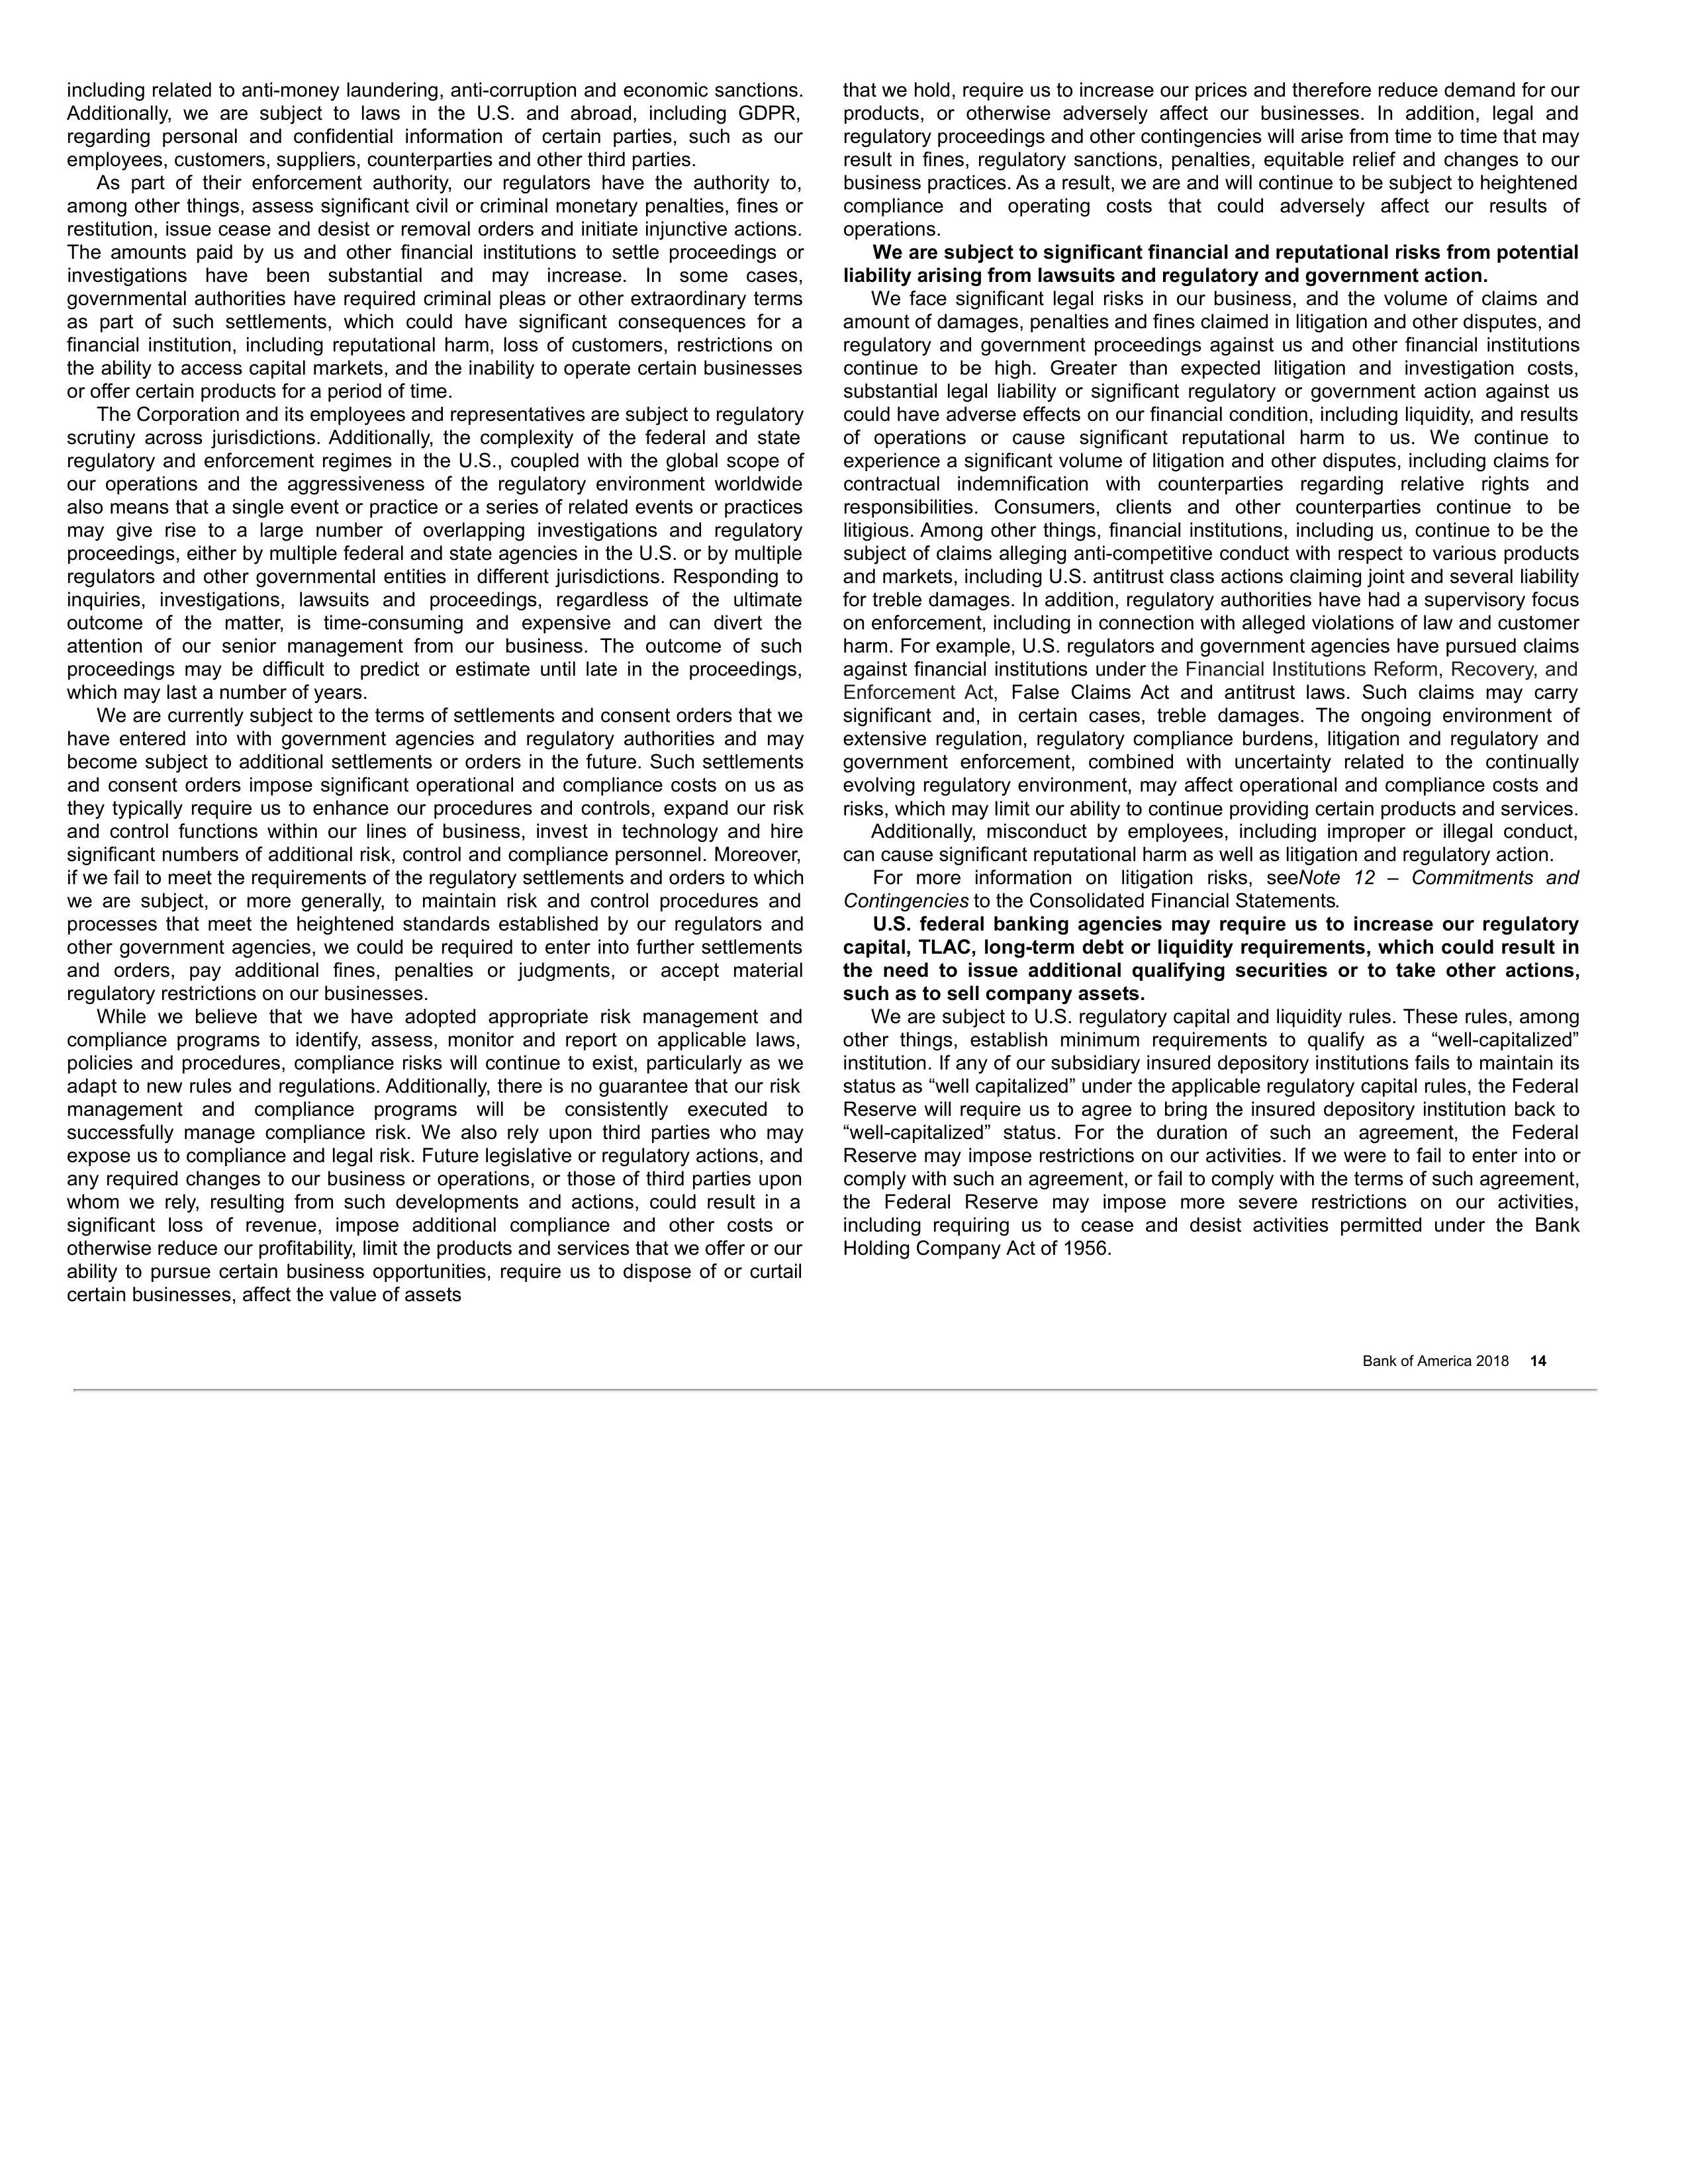 including related to anti-money laundering, anti-corruption and economic sanctions.
Additionally, we are subject to laws in the U.S. and abroad, including GDPR,
regarding personal and confidential information of certain parties, such as our
employees, customers, suppliers, counterparties and other third parties.
As part of their enforcement authority, our regulators have the authority to,
among other things, assess significant civil or criminal monetary penalties, fines or
restitution, issue cease and desist or removal orders and initiate injunctive actions.
The amounts paid by us and other financial institutions to settle proceedings or
investigations have been substantial and may increase. In some cases,
governmental authorities have required criminal pleas or other extraordinary terms
as part of such settlements, which could have significant consequences for a
financial institution, including reputational harm, loss of customers, restrictions on
the ability to access capital markets, and the inability to operate certain businesses
or offer certain products for a period of time.
The Corporation and its employees and representatives are subject to regulatory
scrutiny across jurisdictions. Additionally, the complexity of the federal and state
regulatory and enforcement regimes in the U.S., coupled with the global scope of
our operations and the aggressiveness of the regulatory environment worldwide
also means that a single event or practice or a series of related events or practices
may give rise to a large number of overlapping investigations and regulatory
proceedings, either by multiple federal and state agencies in the U.S. or by multiple
regulators and other governmental entities in different jurisdictions. Responding to
inquiries, investigations, lawsuits and proceedings, regardless of the ultimate
outcome of the matter, is time-consuming and expensive and can divert the
attention of our senior management from our business. The outcome of such
proceedings may be difficult to predict or estimate until late in the proceedings,
which may last a number of years.
We are currently subject to the terms of settlements and consent orders that we
have entered into with government agencies and regulatory authorities and may
become subject to additional settlements or orders in the future. Such settlements
and consent orders impose significant operational and compliance costs on us as
they typically require us to enhance our procedures and controls, expand our risk
and control functions within our lines of business, invest in technology and hire
significant numbers of additional risk, control and compliance personnel. Moreover,
if we fail to meet the requirements of the regulatory settlements and orders to which
we are subject, or more generally, to maintain risk and control procedures and
processes that meet the heightened standards established by our regulators and
other government agencies, we could be required to enter into further settlements
and orders, pay additional fines, penalties or judgments, or accept material
regulatory restrictions on our businesses.
While we believe that we have adopted appropriate risk management and
compliance programs to identify, assess, monitor and report on applicable laws,
policies and procedures, compliance risks will continue to exist, particularly as we
adapt to new rules and regulations. Additionally, there is no guarantee that our risk
management and compliance programs will be consistently executed to
successfully manage compliance risk. We also rely upon third parties who may
expose us to compliance and legal risk. Future legislative or regulatory actions, and
any required changes to our business or operations, or those of third parties upon
whom we rely, resulting from such developments and actions, could result in a
significant loss of revenue, impose additional compliance and other costs or
otherwise reduce our profitability, limit the products and services that we offer or our
ability to pursue certain business opportunities, require us to dispose of or curtail
certain businesses, affect the value of assets
that we hold, require us to increase our prices and therefore reduce demand for our
products, or otherwise adversely affect our businesses. In addition, legal and
regulatory proceedings and other contingencies will arise from time to time that may
result in fines, regulatory sanctions, penalties, equitable relief and changes to our
business practices. As a result, we are and will continue to be subject to heightened
compliance and operating costs that could adversely affect our results of
operations.
We are subject to significant financial and reputational risks from potential
liability arising from lawsuits and regulatory and government action.
We face significant legal risks in our business, and the volume of claims and
amount of damages, penalties and fines claimed in litigation and other disputes, and
regulatory and government proceedings against us and other financial institutions
continue to be high. Greater than expected litigation and investigation costs,
substantial legal liability or significant regulatory or government action against us
could have adverse effects on our financial condition, including liquidity, and results
of operations or cause significant reputational harm to us. We continue to
experience a significant volume of litigation and other disputes, including claims for
contractual indemnification with counterparties regarding relative rights and
responsibilities. Consumers, clients and other counterparties continue to be
litigious. Among other things, financial institutions, including us, continue to be the
subject of claims alleging anti-competitive conduct with respect to various products
and markets, including U.S. antitrust class actions claiming joint and several liability
for treble damages. In addition, regulatory authorities have had a supervisory focus
on enforcement, including in connection with alleged violations of law and customer
harm. For example, U.S. regulators and government agencies have pursued claims
against financial institutions under the Financial Institutions Reform, Recovery, and
Enforcement Act, False Claims Act and antitrust laws. Such claims may carry
significant and, in certain cases, treble damages. The ongoing environment of
extensive regulation, regulatory compliance burdens, litigation and regulatory and
government enforcement, combined with uncertainty related to the continually
evolving regulatory environment, may affect operational and compliance costs and
risks, which may limit our ability to continue providing certain products and services.
Additionally, misconduct by employees, including improper or illegal conduct,
can cause significant reputational harm as well as litigation and regulatory action.
For more information on litigation risks, seeNote 12 – Commitments and
Contingencies to the Consolidated Financial Statements.
U.S. federal banking agencies may require us to increase our regulatory
capital, TLAC, long-term debt or liquidity requirements, which could result in
the need to issue additional qualifying securities or to take other actions,
such as to sell company assets.
We are subject to U.S. regulatory capital and liquidity rules. These rules, among
other things, establish minimum requirements to qualify as a “well-capitalized”
institution. If any of our subsidiary insured depository institutions fails to maintain its
status as “well capitalized” under the applicable regulatory capital rules, the Federal
Reserve will require us to agree to bring the insured depository institution back to
“well-capitalized” status. For the duration of such an agreement, the Federal
Reserve may impose restrictions on our activities. If we were to fail to enter into or
comply with such an agreement, or fail to comply with the terms of such agreement,
the Federal Reserve may impose more severe restrictions on our activities,
including requiring us to cease and desist activities permitted under the Bank
Holding Company Act of 1956.
Bank of America 2018 14